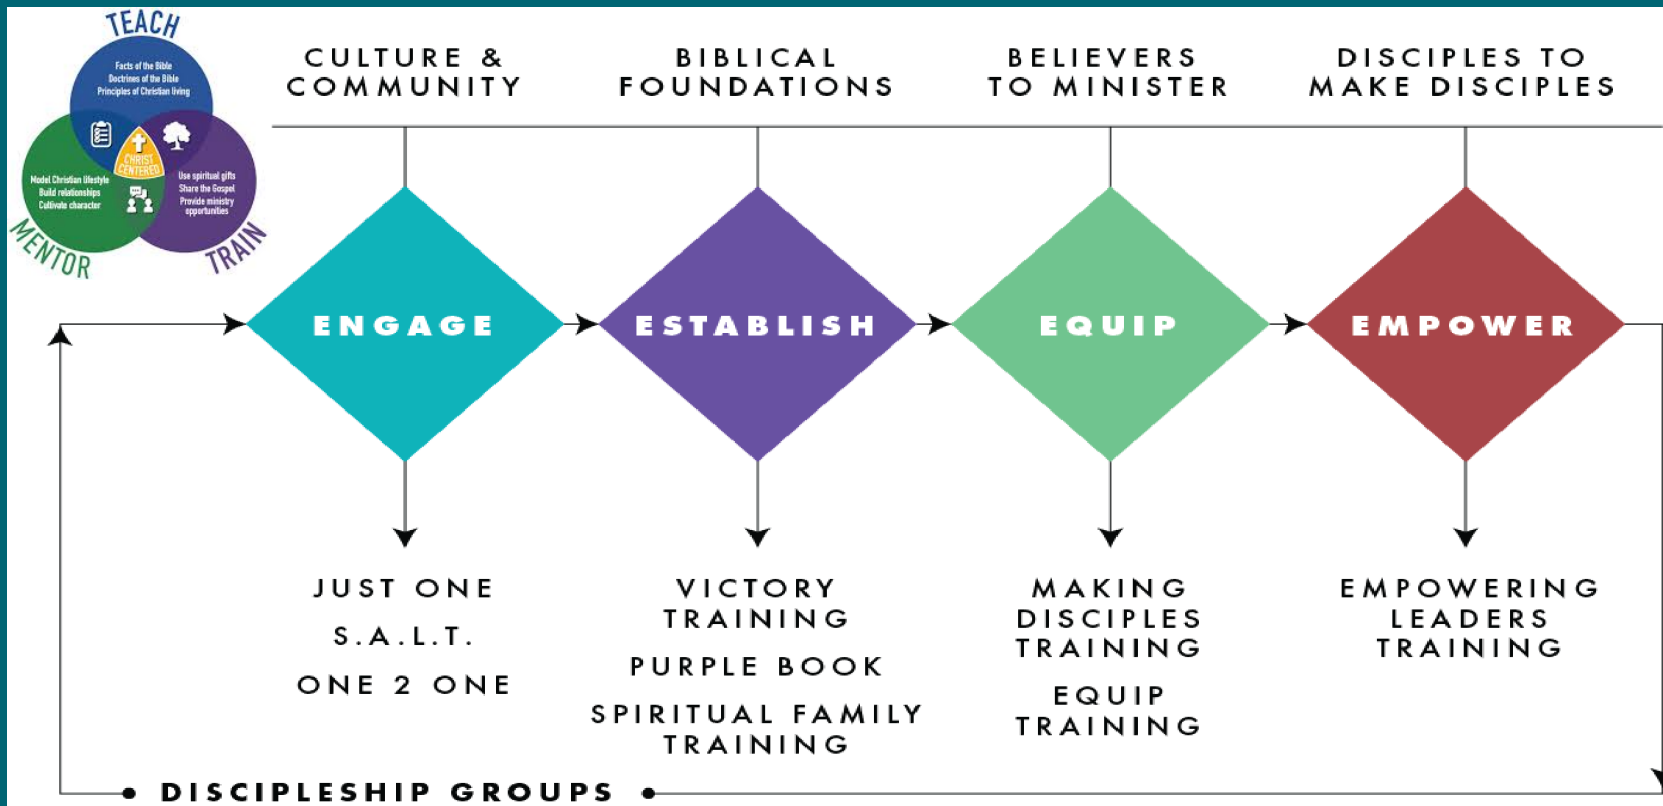 TEACH
Facts of the Bible
Doctrines of the Bible
Principles of Christian living
CHRIST
CENTERED
Model Christian lifestyle
Build relationships
Cultivate character
Use spiritual gifts
Share the Gospel
Provide ministry
opportunities
MENTOR
TRAIN
CULTURE &
COMMUNITY
BIBLICAL
FOUNDATIONS
BELIEVERS
TO MINISTER
DISCIPLES TO
MAKE DISCIPLES
ENGAGE
ESTABLISH
EQUIP
EMPOWER
JUST ONE
S.A.L.T.
ONE 2 ONE
VICTORY
TRAINING
PURPLE BOOK
SPIRITUAL FAMILY
TRAINING
MAKING
DISCIPLES
TRAINING
EQUIP
TRAINING
EMPOWERING
LEADERS
TRAINING
DISCIPLESHIP GROUPS